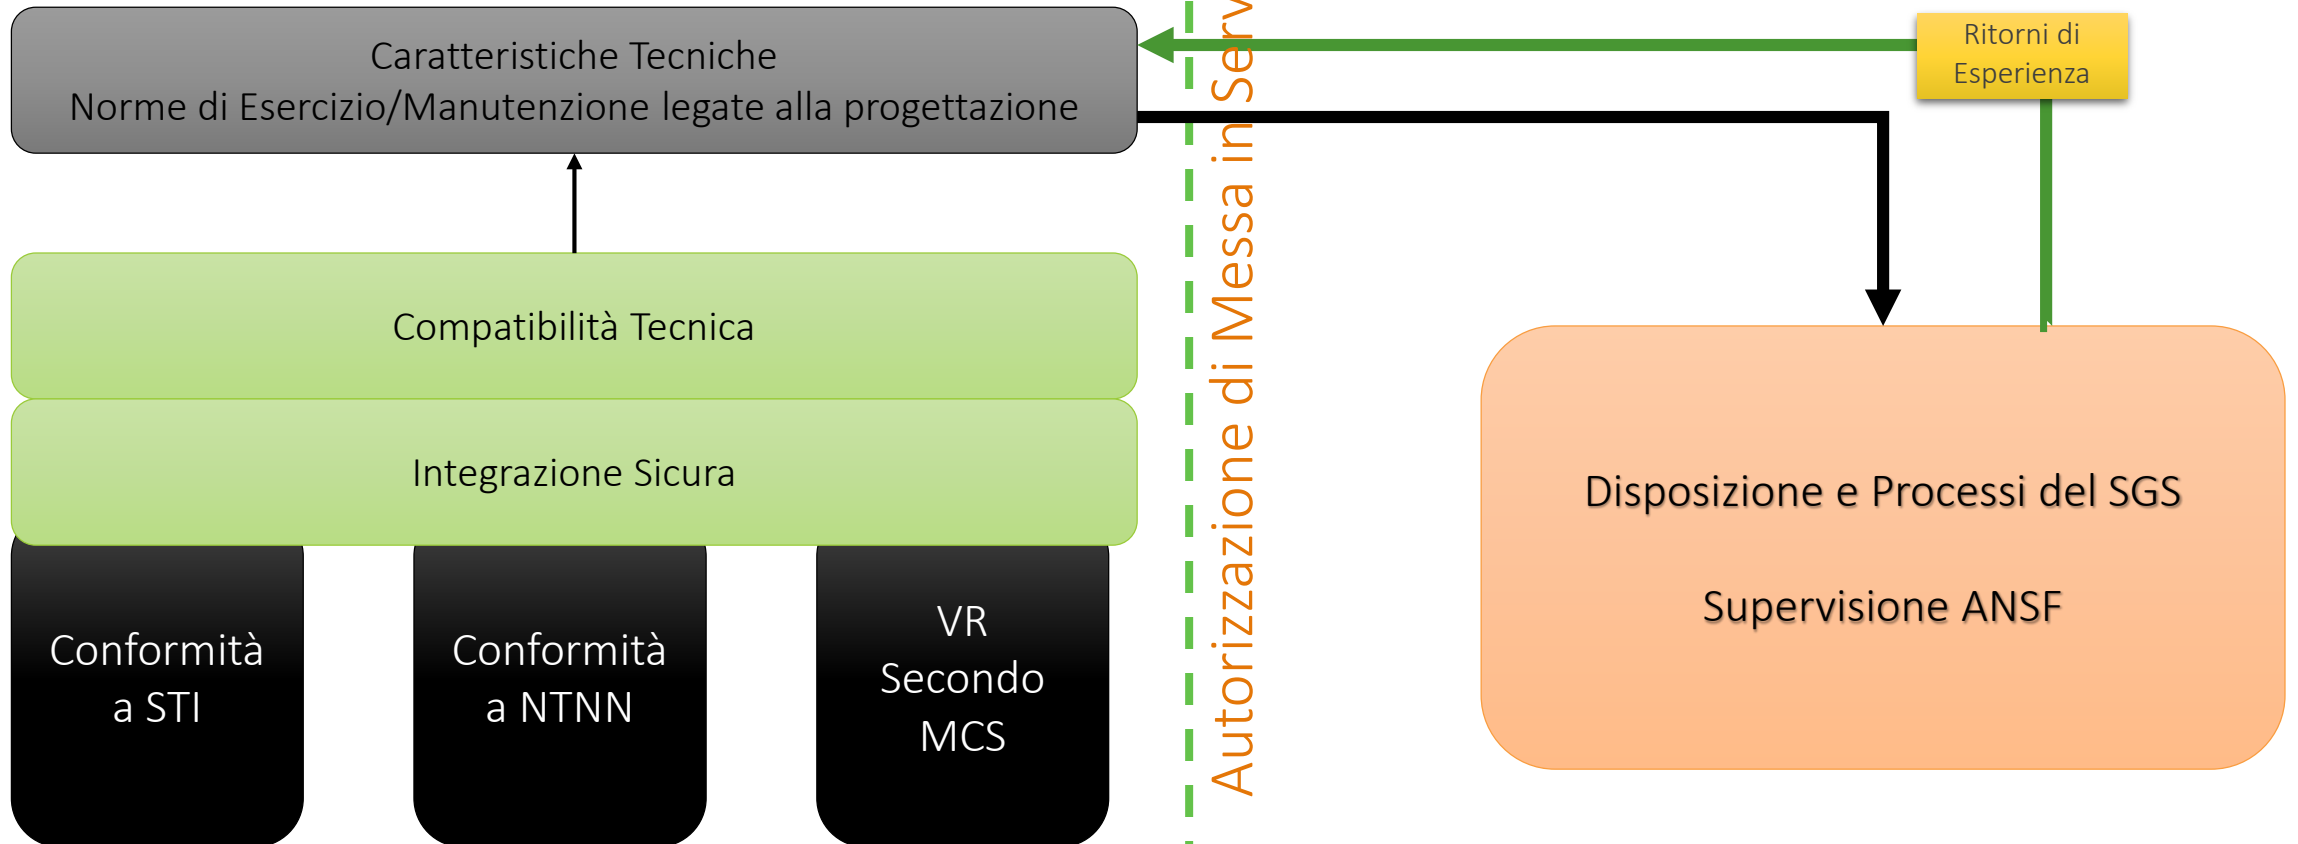 Caratteristiche Tecniche
Norme di Esercizio/Manutenzione legate alla progettazione
Compatibilità Tecnica
Integrazione Sicura
Conformità
a STI
Conformità
a NTNN
VR
Secondo
MCS
Autorizzazione di Messa in Serv
Ritorni di
Esperienza
Disposizione e Processi del SGS
Supervisione ANSF